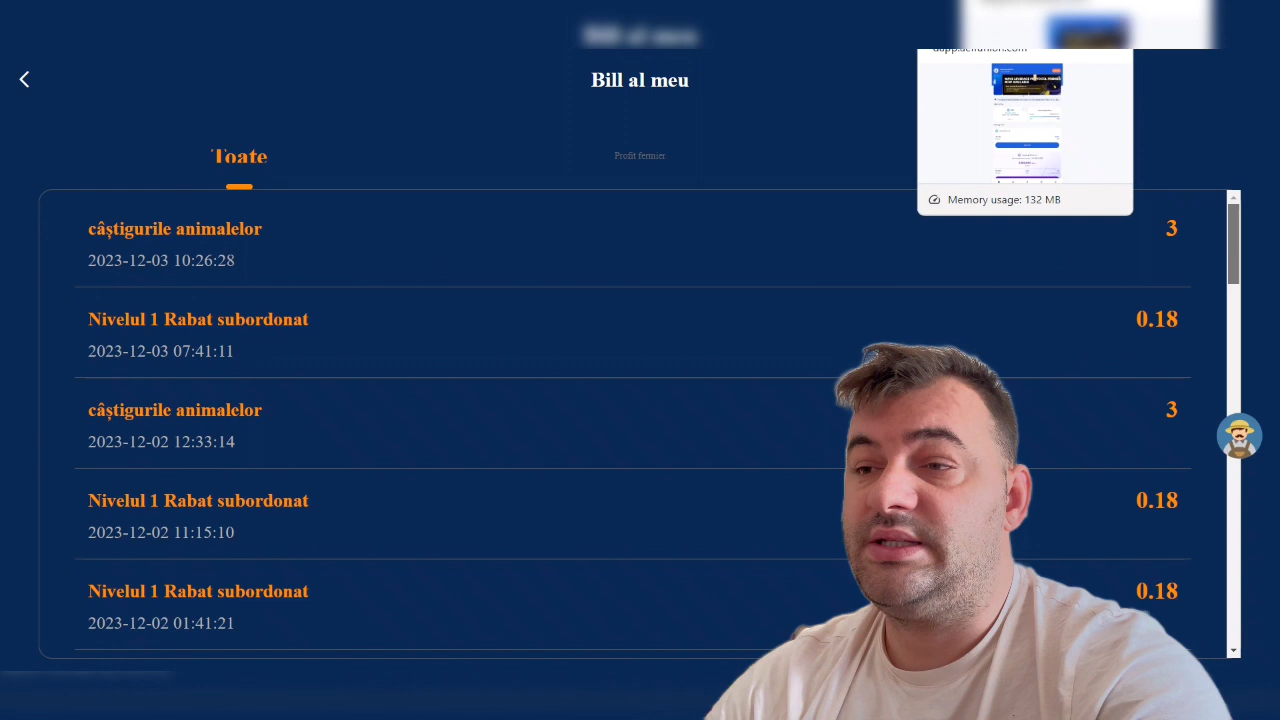 Bill al meu
Toate
Profit fermier
Memory usage: 132 MB
câștigurile animalelor
3
2023-12-03 10:26:28
Nivelul 1 Rabat subordonat
0.18
2023-12-03 07:41:11
câștigurile animalelor
3
2023-12-02 12:33:14
Nivelul 1 Rabat subordonat
0.18
2023-12-02 11:15:10
Nivelul 1 Rabat subordonat
0.18
2023-12-02 01:41:21